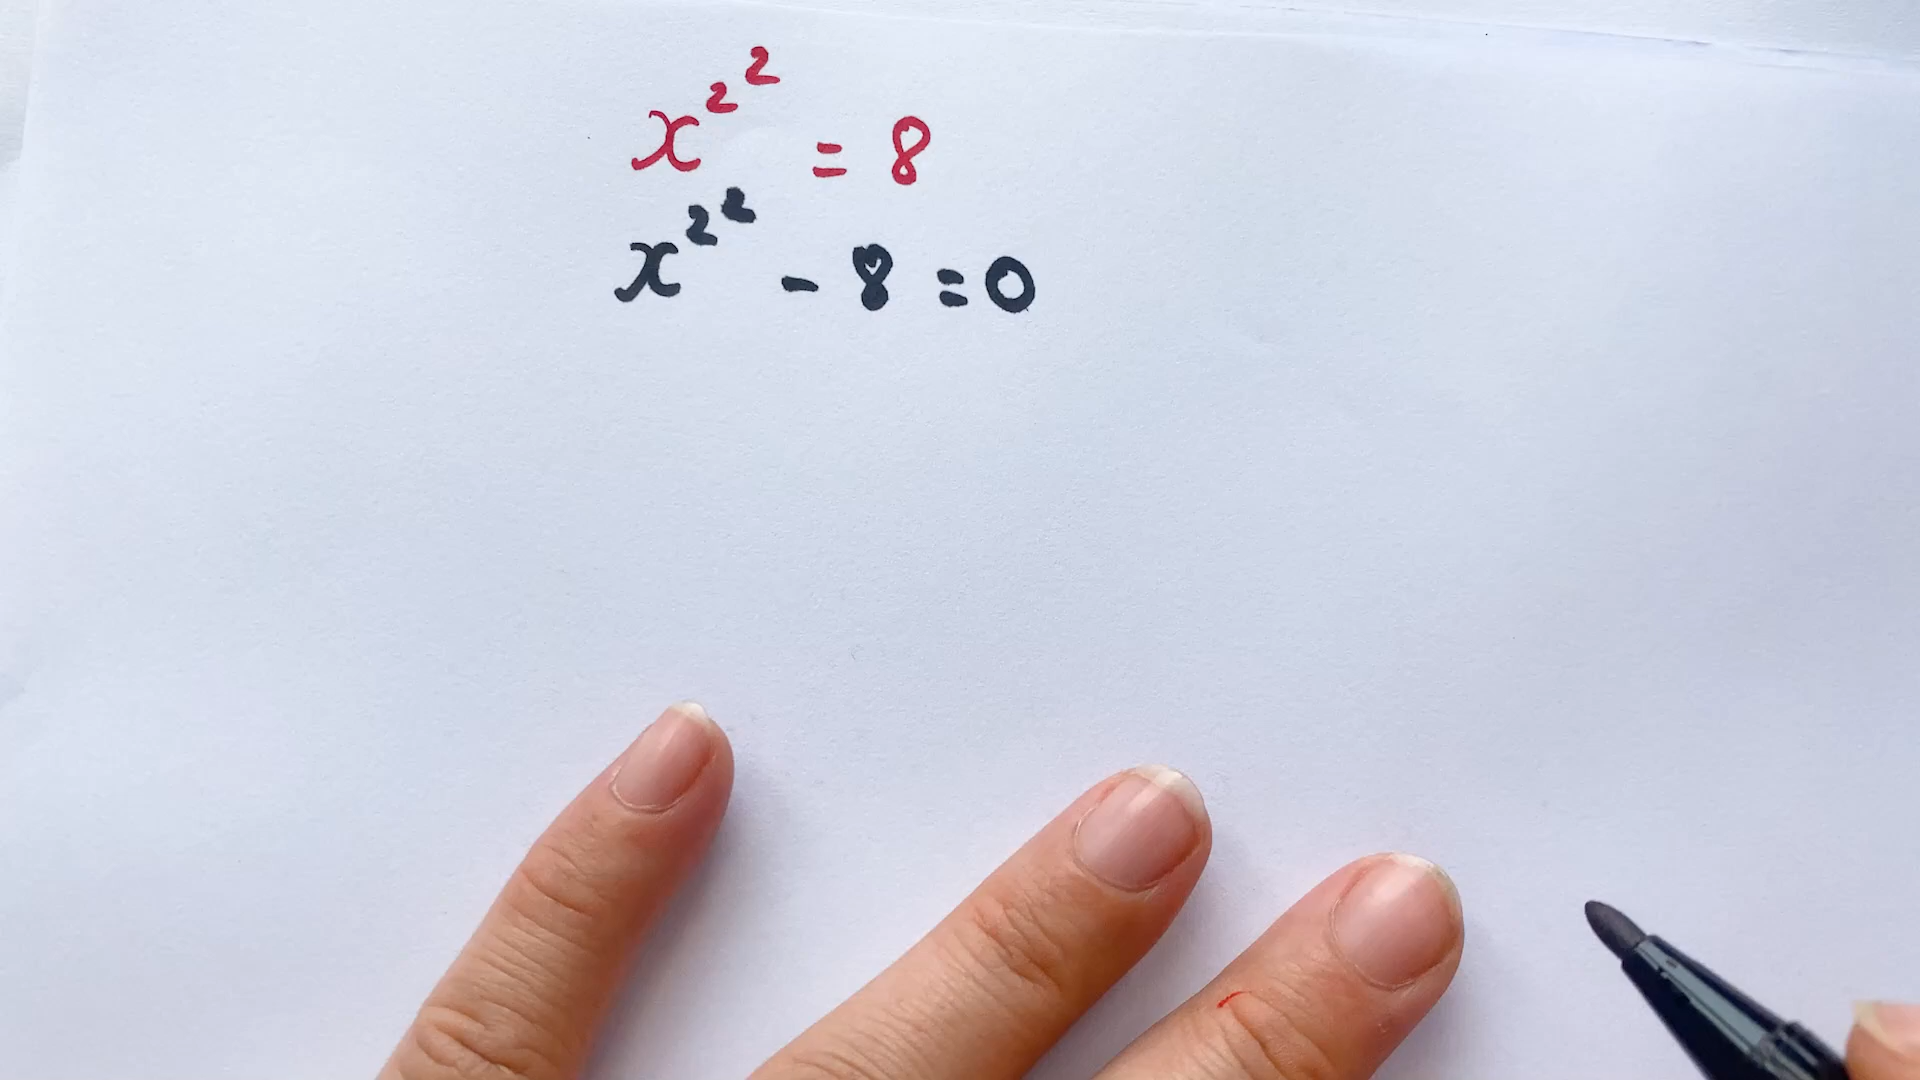 x^{2^2} = 8
x^{2^2} - 8 = 0